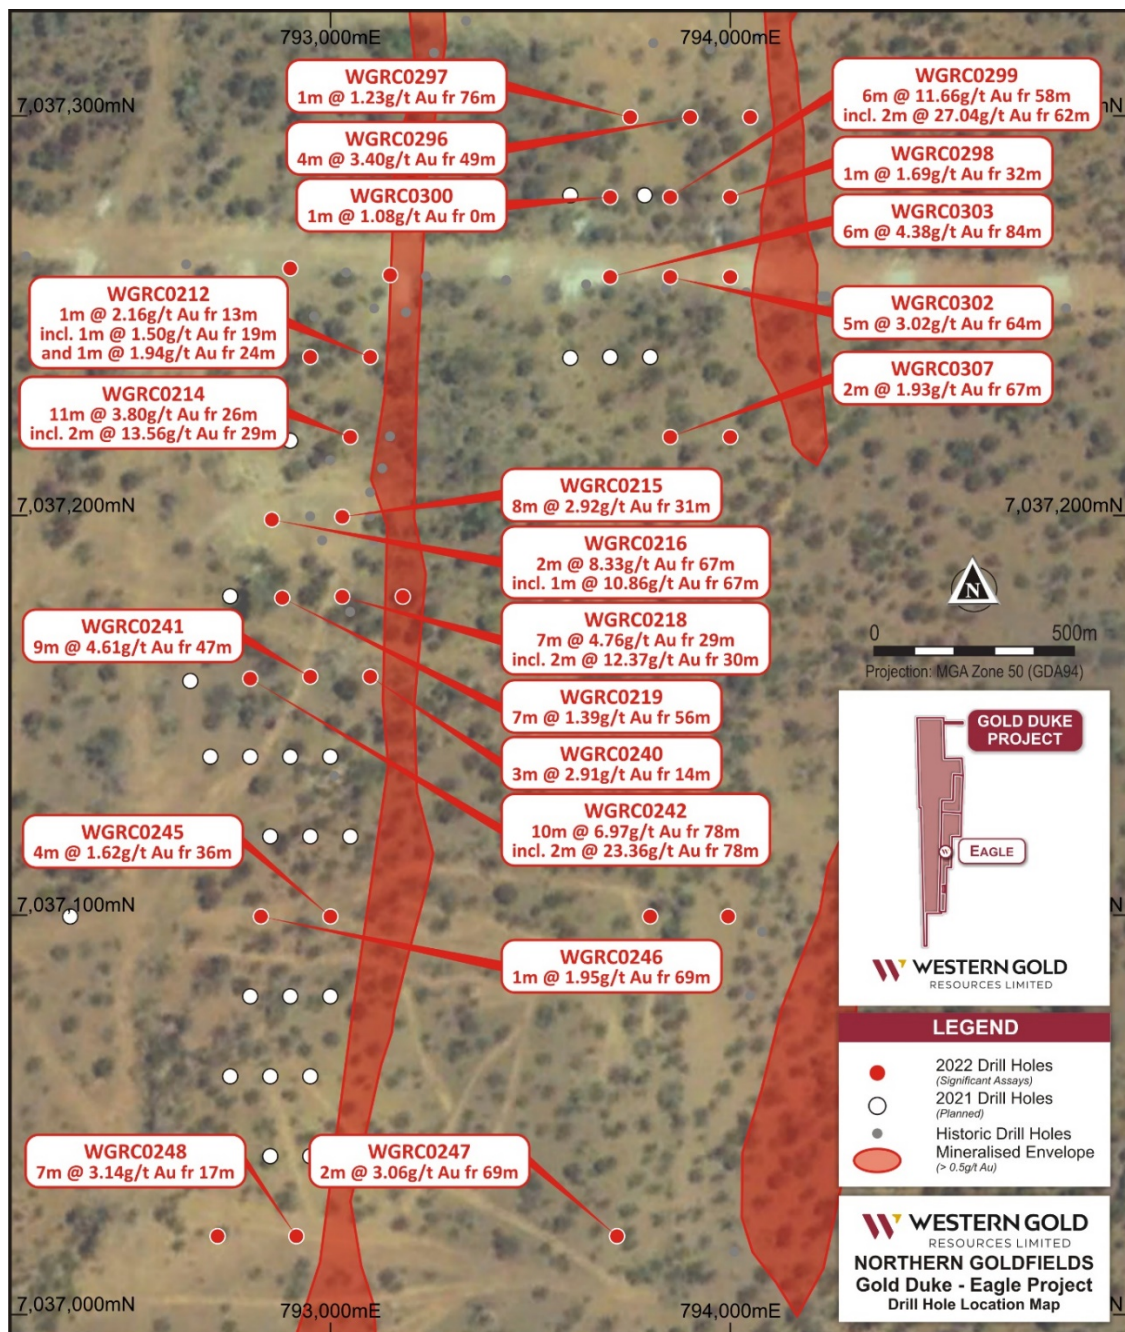 793,000mE
794,000mE
7,037,300mN
mN
WGRC0297
1m @ 1.23g/t Au fr 76m
WGRC0299
6m @ 11.66g/t Au fr 58m
incl. 2m @ 27.04g/t Au fr 62m
WGRC0296
4m @ 3.40g/t Au fr 49m
WGRC0298
1m @ 1.69g/t Au fr 32m
WGRC0300
1m @ 1.08g/t Au fr 0m
WGRC0303
6m @ 4.38g/t Au fr 84m
WGRC0212
1m @ 2.16g/t Au fr 13m
incl. 1m @ 1.50g/t Au fr 19m
and 1m @ 1.94g/t Au fr 24m
WGRC0302
5m @ 3.02g/t Au fr 64m
WGRC0214
11m @ 3.80g/t Au fr 26m
incl. 2m @ 13.56g/t Au fr 29m
WGRC0307
2m @ 1.93g/t Au fr 67m
7,037,200mN
7,037,200mN
WGRC0215
8m @ 2.92g/t Au fr 31m
WGRC0216
2m @ 8.33g/t Au fr 67m
incl. 1m @ 10.86g/t Au fr 67m
N
WGRC0241
9m @ 4.61g/t Au fr 47m
WGRC0218
7m @ 4.76g/t Au fr 29m
incl. 2m @ 12.37g/t Au fr 30m
0
500m
Projection: MGA Zone 50 (GDA94)
WGRC0219
7m @ 1.39g/t Au fr 56m
WGRC0240
3m @ 2.91g/t Au fr 14m
WGRC0242
10m @ 6.97g/t Au fr 78m
incl. 2m @ 23.36g/t Au fr 78m
GOLD DUKE
PROJECT
EAGLE
WESTERN GOLD
RESOURCES LIMITED
WGRC0245
4m @ 1.62g/t Au fr 36m
7,037,100mN
N
WGRC0246
1m @ 1.95g/t Au fr 69m
LEGEND
2022 Drill Holes
(Significant Assays)
2021 Drill Holes
(Planned)
Historic Drill Holes
Mineralised Envelope
(> 0.5g/t Au)
WGRC0248
7m @ 3.14g/t Au fr 17m
WGRC0247
2m @ 3.06g/t Au fr 69m
WESTERN GOLD
RESOURCES LIMITED
NORTHERN GOLDFIELDS
Gold Duke - Eagle Project
Drill Hole Location Map
7,037,000mN
793,000mE
794,000mE